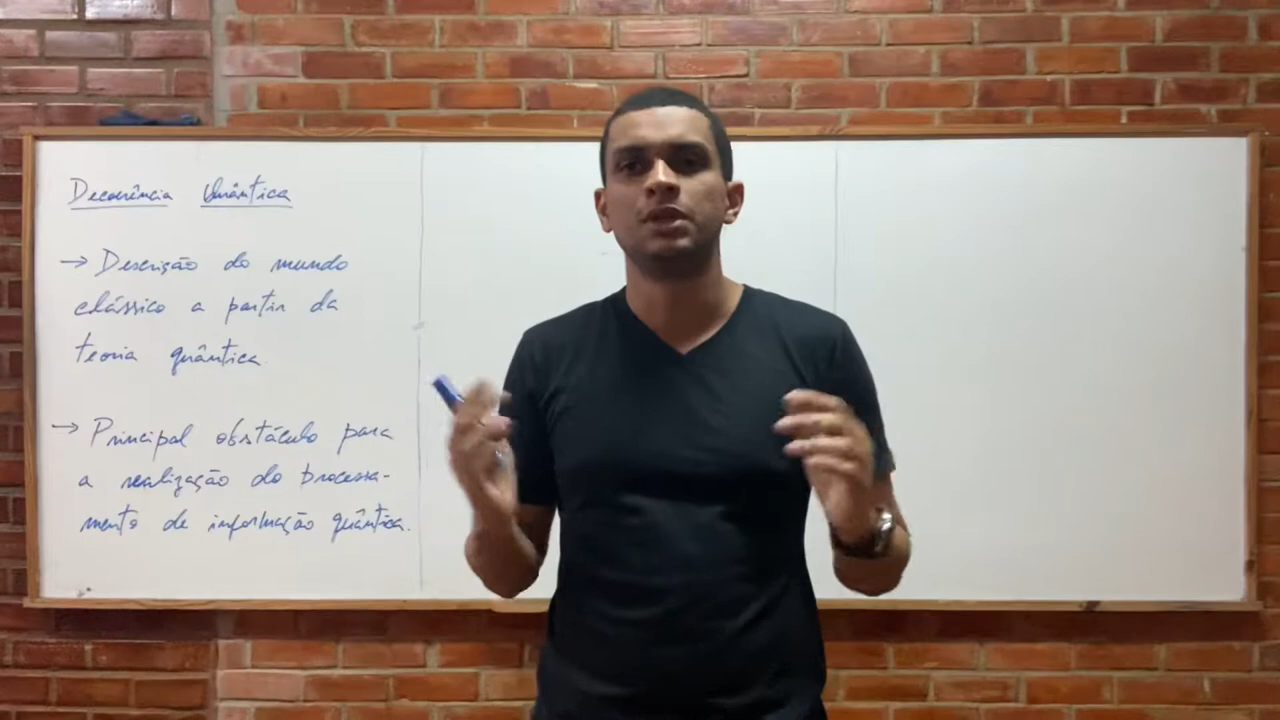 Decoerência Quântica
→ Descrição do mundo
clássico a partir da
teoria quântica.
→ Principal obstáculo para
a realização do processa-
mento de informação quântica.